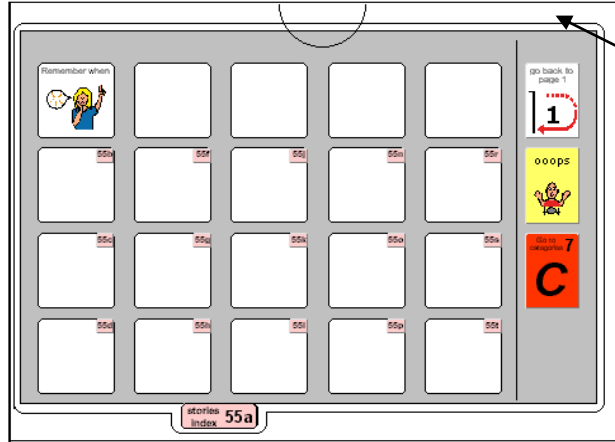 Remember when
go back to
page 1
1
55b
55f
55j
55n
55r
ooops
55c
55g
55k
55o
55s
Go to
categories 7
C
55d
55h
55l
55p
55t
stories
index 55a